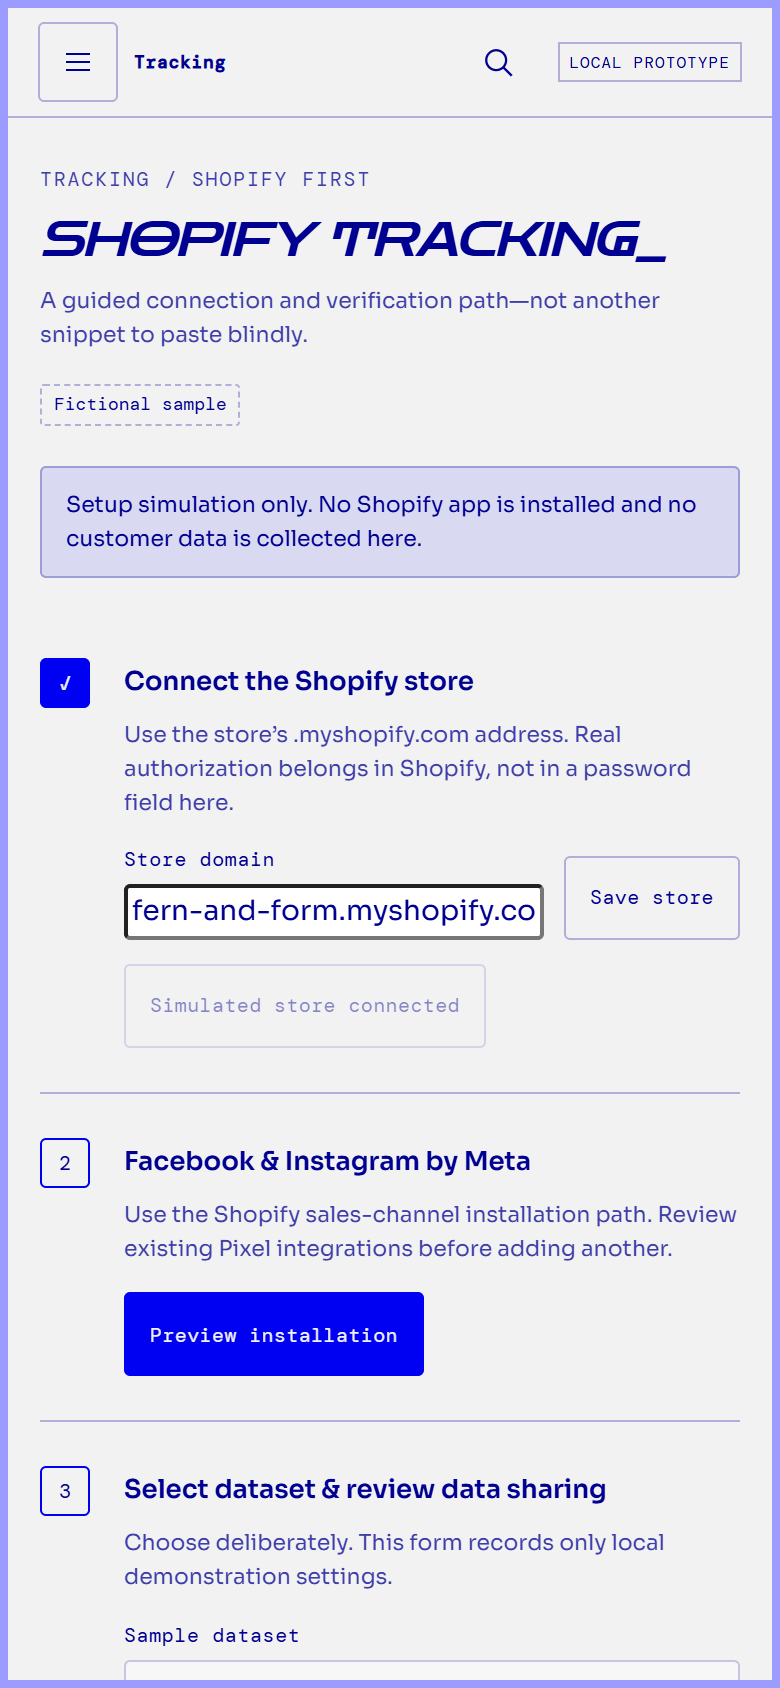 Tracking
LOCAL PROTOTYPE
TRACKING / SHOPIFY FIRST
SHOPIFY TRACKING_
A guided connection and verification path—not another
snippet to paste blindly.
Fictional sample
Setup simulation only. No Shopify app is installed and no
customer data is collected here.
✓
Connect the Shopify store
Use the store’s .myshopify.com address. Real
authorization belongs in Shopify, not in a password
field here.
Store domain
fern-and-form.myshopify.co
Save store
Simulated store connected
2
Facebook & Instagram by Meta
Use the Shopify sales-channel installation path. Review
existing Pixel integrations before adding another.
Preview installation
3
Select dataset & review data sharing
Choose deliberately. This form records only local
demonstration settings.
Sample dataset